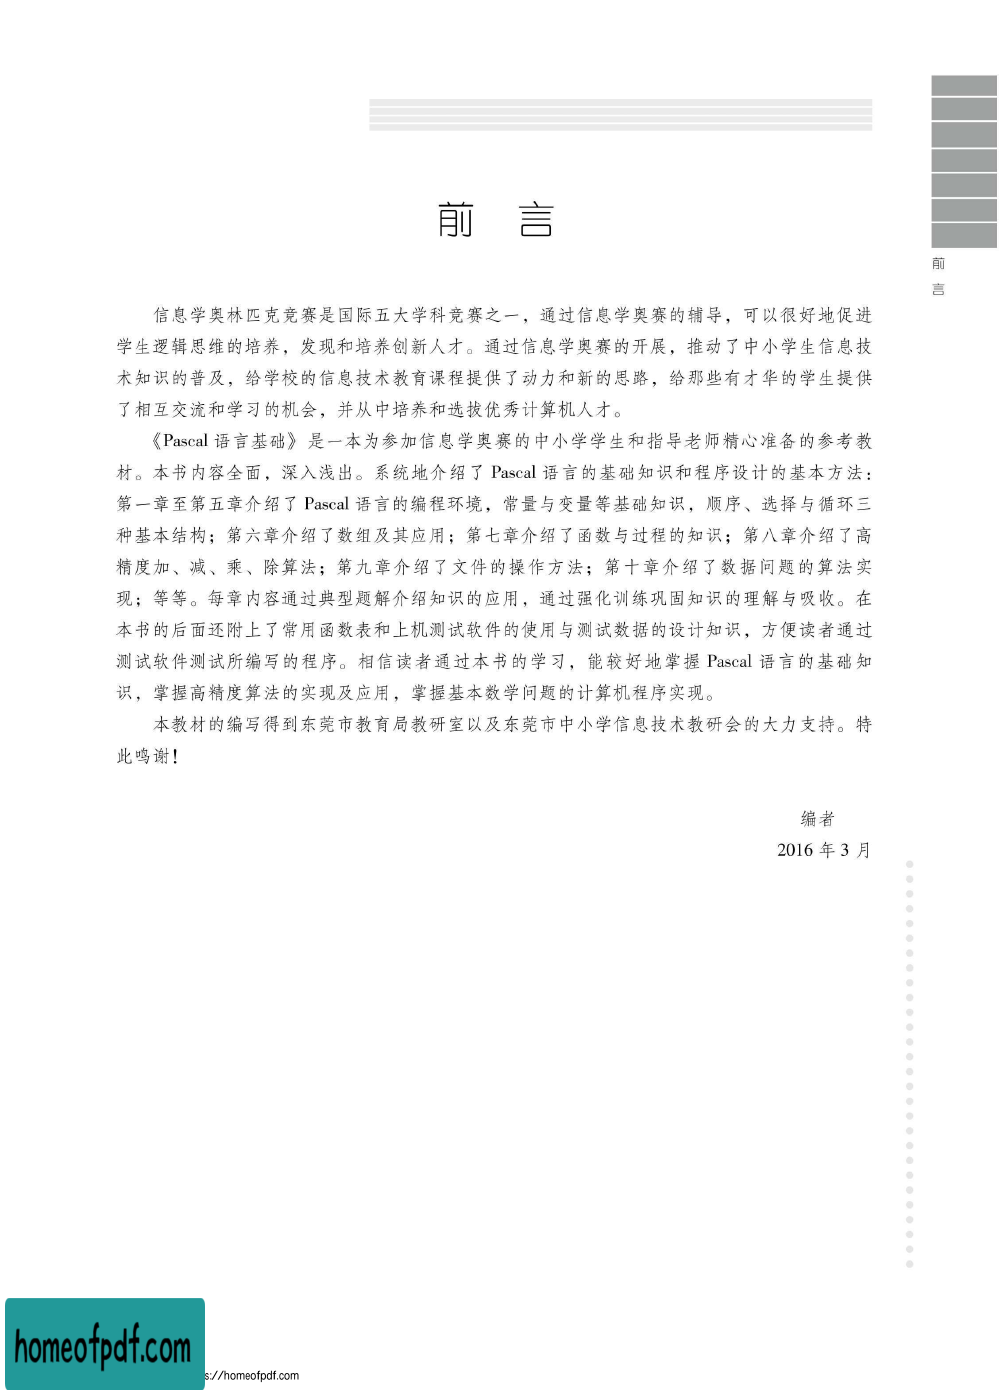 前 言
前
言
信息学奥林匹克竞赛是国际五大学科竞赛之一，通过信息学奥赛的辅导，可以很好地促进
学生逻辑思维的培养，发现和培养创新人才。通过信息学奥赛的开展，推动了中小学生信息技
术知识的普及，给学校的信息技术教育课程提供了动力和新的思路，给那些有才华的学生提供
了相互交流和学习的机会，并从中培养和选拔优秀计算机人才。
《Pascal 语言基础》是一本为参加信息学奥赛的中小学学生和指导老师精心准备的参考教
材。本书内容全面，深入浅出。系统地介绍了 Pascal 语言的基础知识和程序设计的基本方法：
第一章至第五章介绍了 Pascal 语言的编程环境，常量与变量等基础知识，顺序、选择与循环三
种基本结构；第六章介绍了数组及其应用；第七章介绍了函数与过程的知识；第八章介绍了高
精度加、减、乘、除算法；第九章介绍了文件的操作方法；第十章介绍了数据问题的算法实
现；等等。每章内容通过典型题解介绍知识的应用，通过强化训练巩固知识的理解与吸收。在
本书的后面还附上了常用函数表和上机测试软件的使用与测试数据的设计知识，方便读者通过
测试软件测试所编写的程序。相信读者通过本书的学习，能较好地掌握 Pascal 语言的基础知
识，掌握高精度算法的实现及应用，掌握基本数学问题的计算机程序实现。
本教材的编写得到东莞市教育局教研室以及东莞市中小学信息技术教研会的大力支持。特
此鸣谢！
编者
2016 年 3 月
homeofpdf.com
s://homeofpdf.com